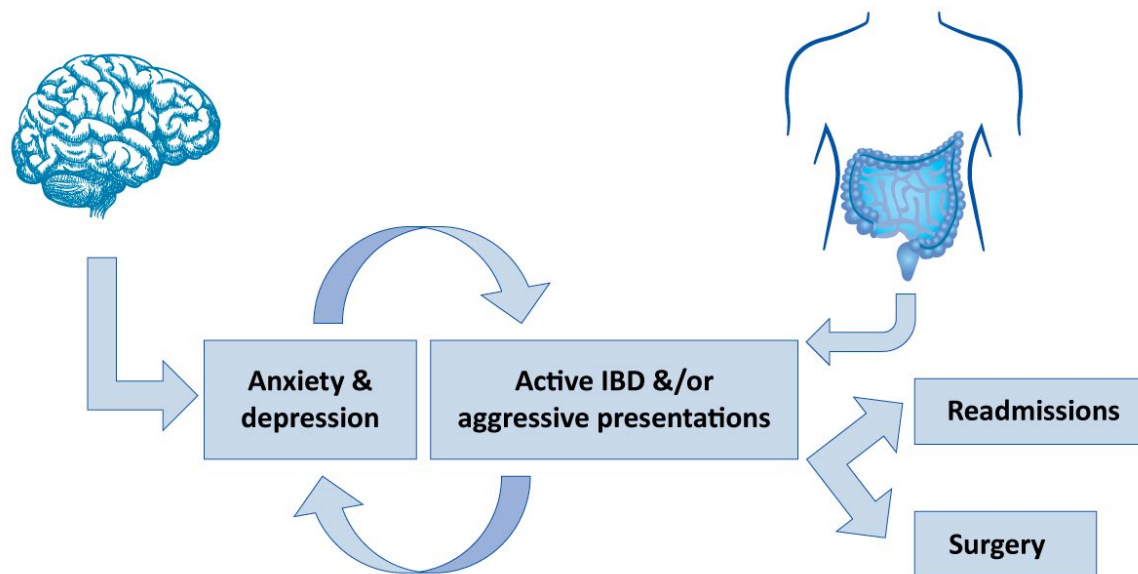 Anxiety &
depression
Active IBD &/or
aggressive presentations
Readmissions
Surgery